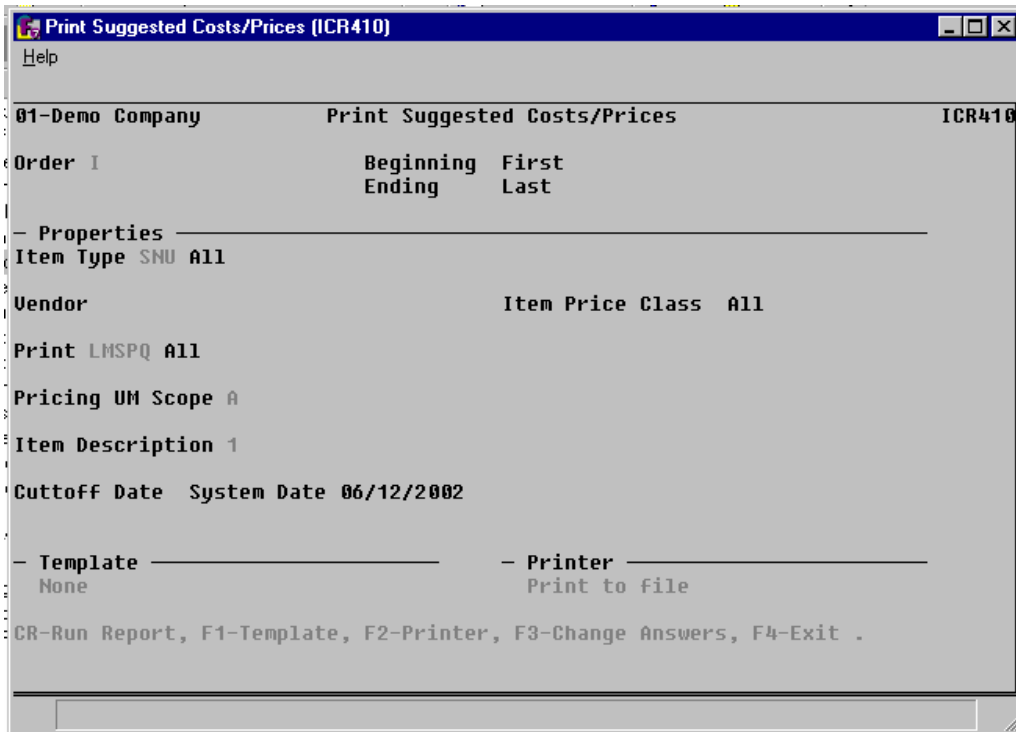 Print Suggested Costs/Prices (ICR410)
Help
01-Demo Company Print Suggested Costs/Prices ICR410
Order I Beginning First
Ending Last
Properties
Item Type SNU All
Vendor Item Price Class All
Print LMSPQ All
Pricing UM Scope A
Item Description 1
Cuttoff Date System Date 06/12/2002
Template Printer
None Print to file
CR-Run Report, F1-Template, F2-Printer, F3-Change Answers, F4-Exit .